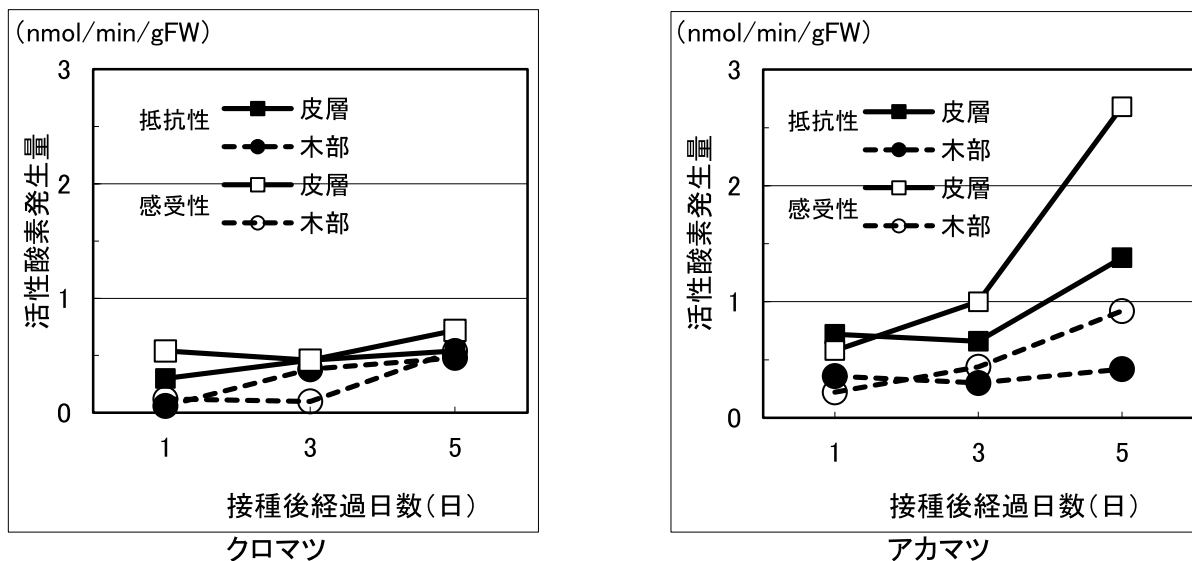 (nmol/min/gFW)
3
2
1
0
活性酸素発生量
抵抗性
皮層
木部
感受性
皮層
木部
1 3 5
接種後経過日数(日)
クロマツ
(nmol/min/gFW)
3
2
1
0
活性酸素発生量
抵抗性
皮層
木部
感受性
皮層
木部
1 3 5
接種後経過日数(日)
アカマツ